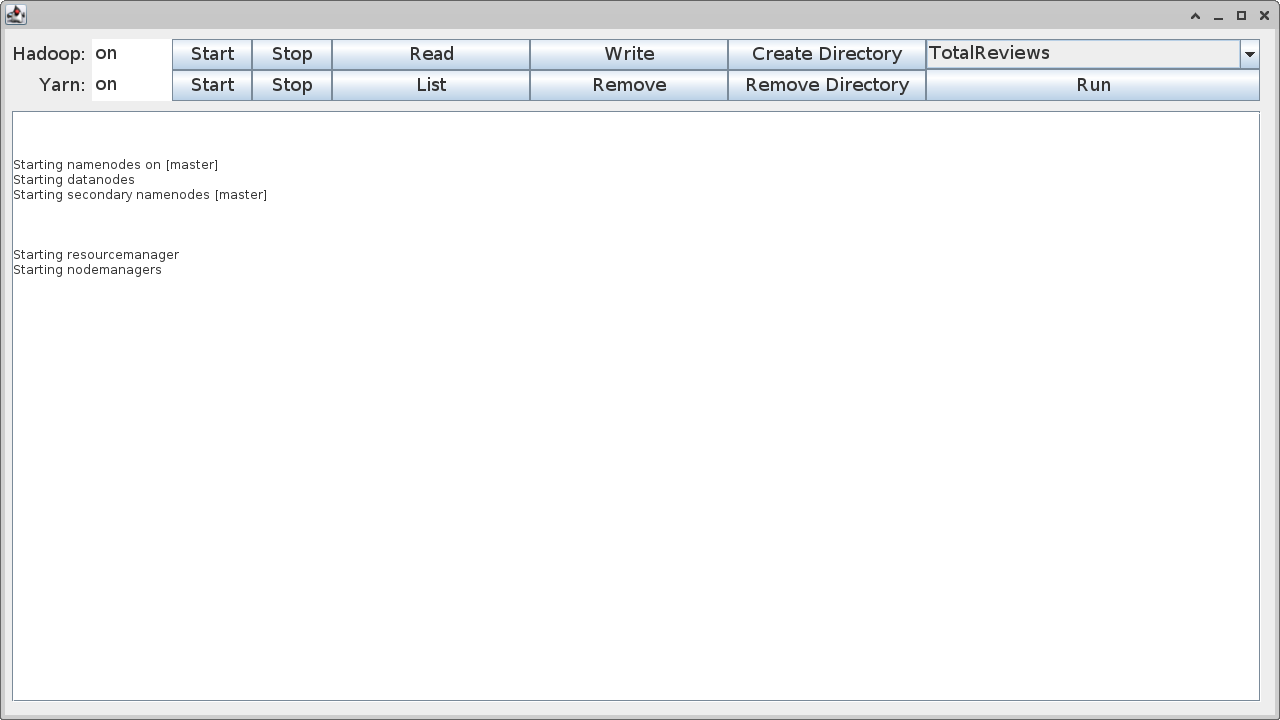 Hadoop: on Start Stop Read Write Create Directory TotalReviews
Yarn: on Start Stop List Remove Remove Directory Run
Starting namenodes on [master]
Starting datanodes
Starting secondary namenodes [master]
Starting resourcemanager
Starting nodemanagers